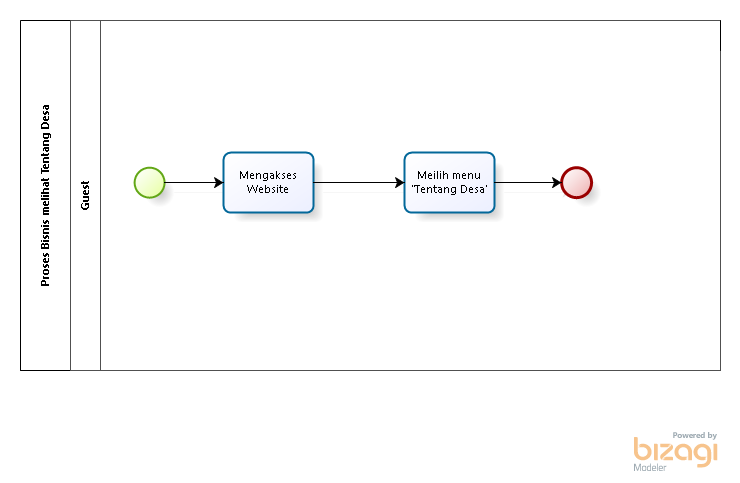 Proses Bisnis melihat Tentang Desa
Guest
Mengakses
Website
Meilih menu
'Tentang Desa'
Powered by
bizagi
Modeler